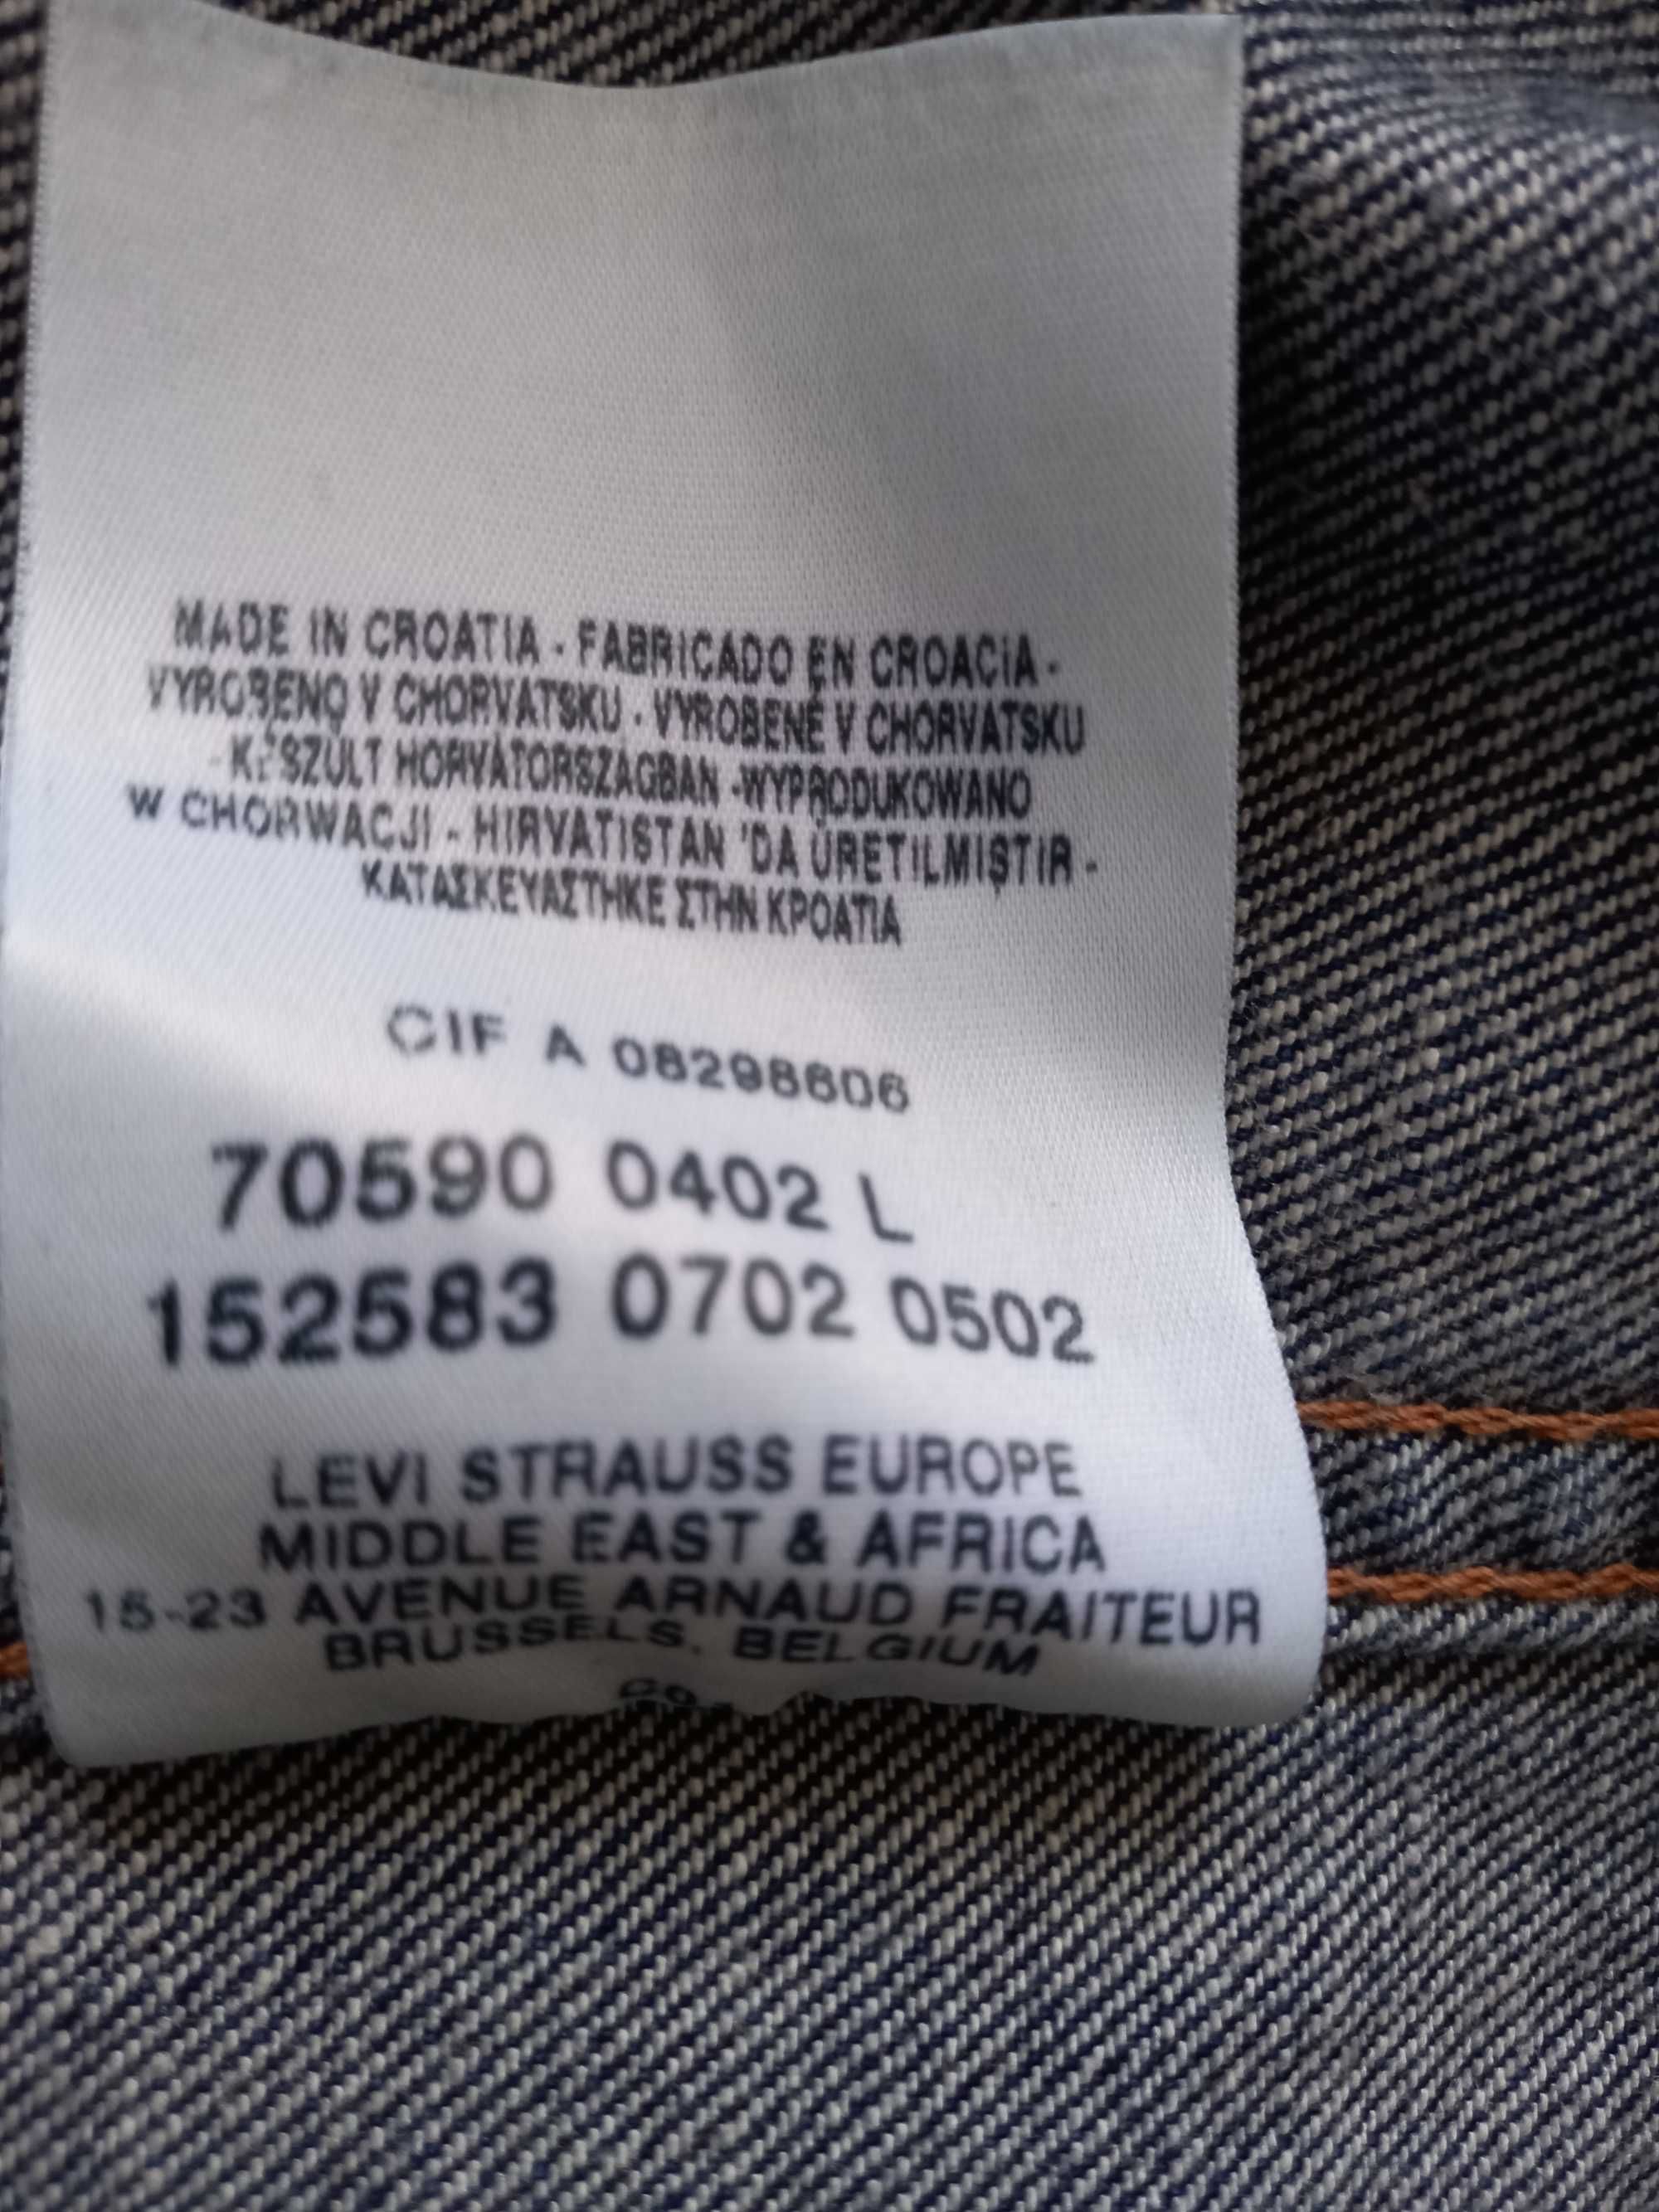 MADE IN CROATIA - FABRICADO EN CROACIA -
VYROBENO V CHORVATSKU - VYROBENÉ V CHORVATSKU
- KÉSZÜLT HORVÁTORSZÁGBAN -WYPRODUKOWANO
W CHORWACJI - HIRVATISTAN 'DA ÜRETILMIŞTIR -
ΚΑΤΑΣΚΕΥΑΣΤΗΚΕ ΣΤΗΝ ΚΡΟΑΤΙΑ
CIF A 08298806
70590 0402 L
152583 0702 0502
LEVI STRAUSS EUROPE
MIDDLE EAST & AFRICA
15-23 AVENUE ARNAUD FRAITEUR
BRUSSELS, BELGIUM